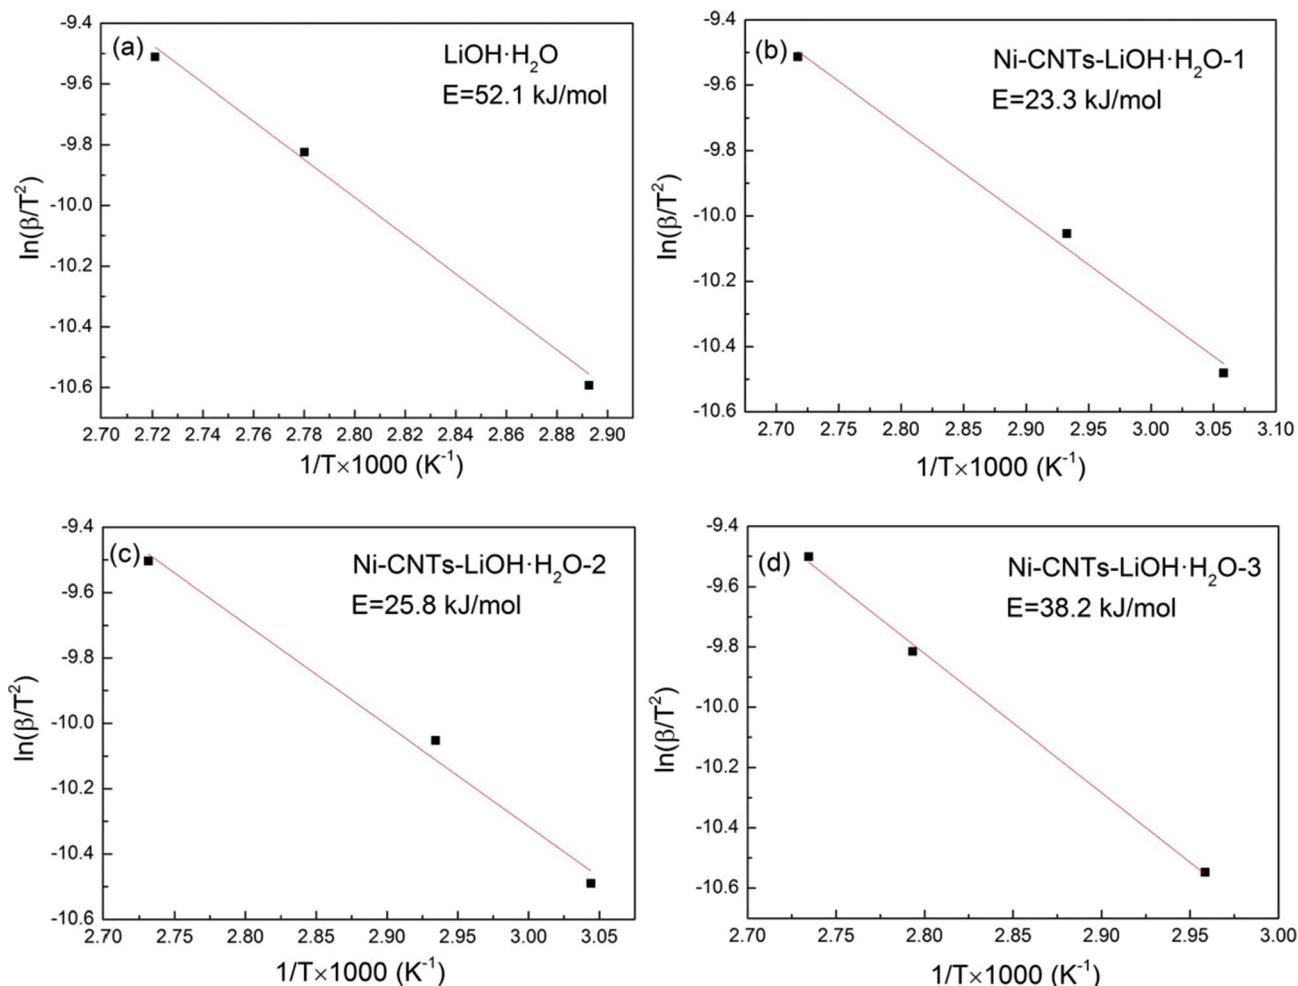 (a)
LiOH·H₂O
E=52.1 kJ/mol
-9.4
-9.6
-9.8
-10.0
-10.2
-10.4
-10.6
ln(β/T²)
2.70 2.72 2.74 2.76 2.78 2.80 2.82 2.84 2.86 2.88 2.90
1/T×1000 (K⁻¹)
(b)
Ni-CNTs-LiOH·H₂O-1
E=23.3 kJ/mol
-9.4
-9.6
-9.8
-10.0
-10.2
-10.4
-10.6
ln(β/T²)
2.70 2.75 2.80 2.85 2.90 2.95 3.00 3.05 3.10
1/T×1000 (K⁻¹)
(c)
Ni-CNTs-LiOH·H₂O-2
E=25.8 kJ/mol
-9.4
-9.6
-9.8
-10.0
-10.2
-10.4
-10.6
ln(β/T²)
2.70 2.75 2.80 2.85 2.90 2.95 3.00 3.05
1/T×1000 (K⁻¹)
(d)
Ni-CNTs-LiOH·H₂O-3
E=38.2 kJ/mol
-9.4
-9.6
-9.8
-10.0
-10.2
-10.4
-10.6
ln(β/T²)
2.70 2.75 2.80 2.85 2.90 2.95 3.00
1/T×1000 (K⁻¹)